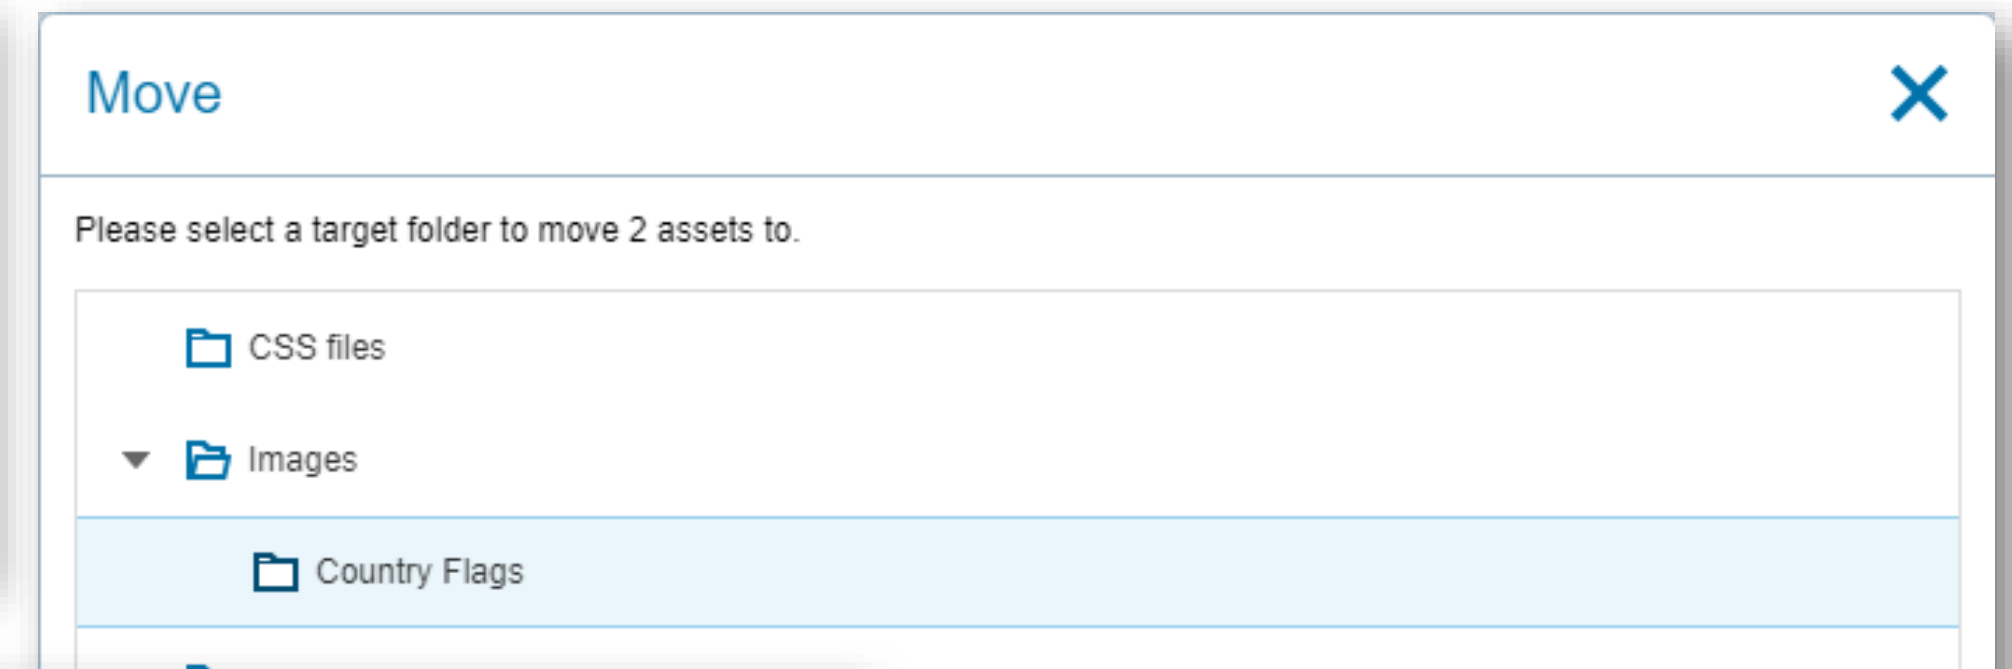 Move
Please select a target folder to move 2 assets to.
CSS files
Images
Country Flags